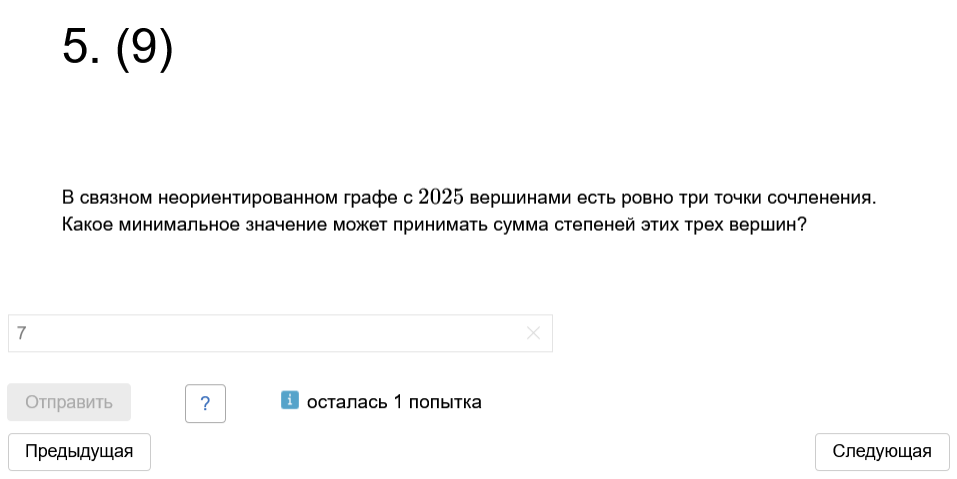 5. (9)
В связном неориентированном графе с 2025 вершинами есть ровно три точки сочленения.
Какое минимальное значение может принимать сумма степеней этих трех вершин?
7
Отправить
?
осталась 1 попытка
Предыдущая
Следующая